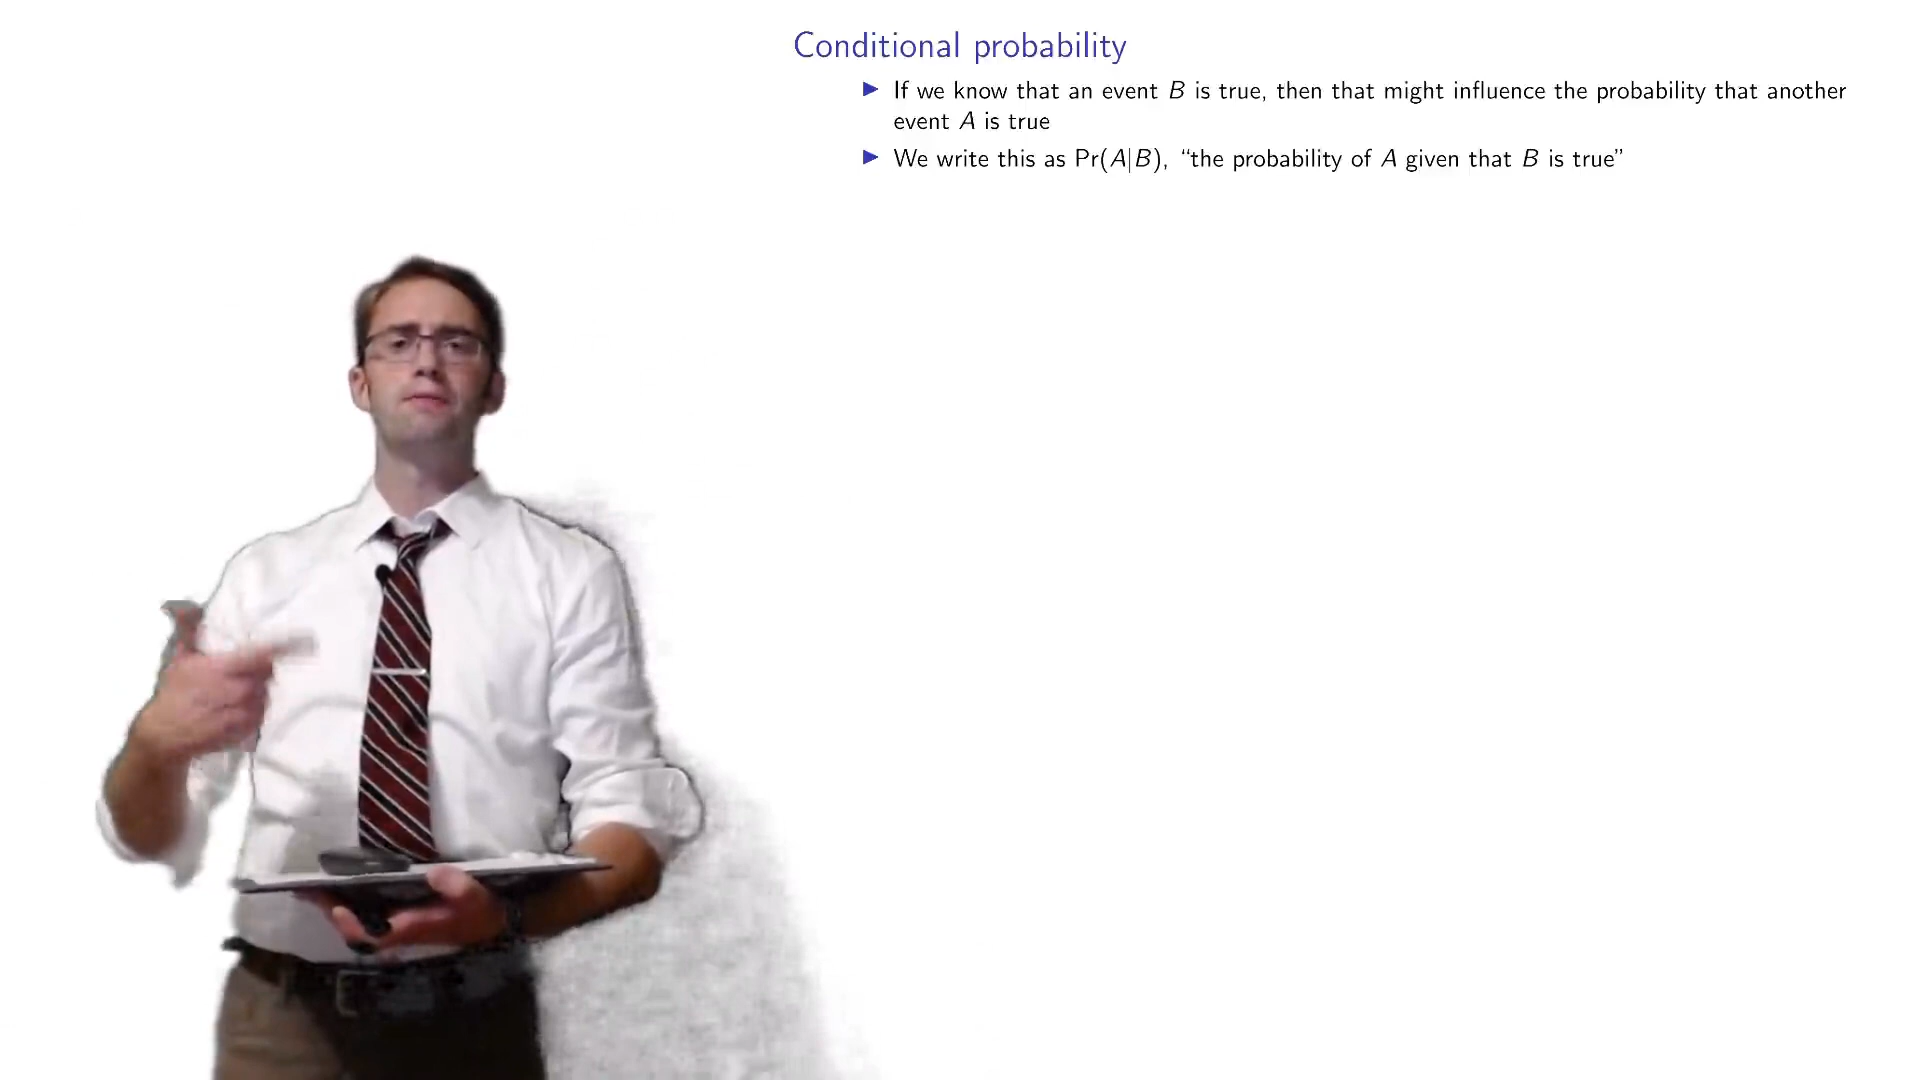 Conditional probability
▶ If we know that an event B is true, then that might influence the probability that another
event A is true
▶ We write this as Pr(A|B), “the probability of A given that B is true”